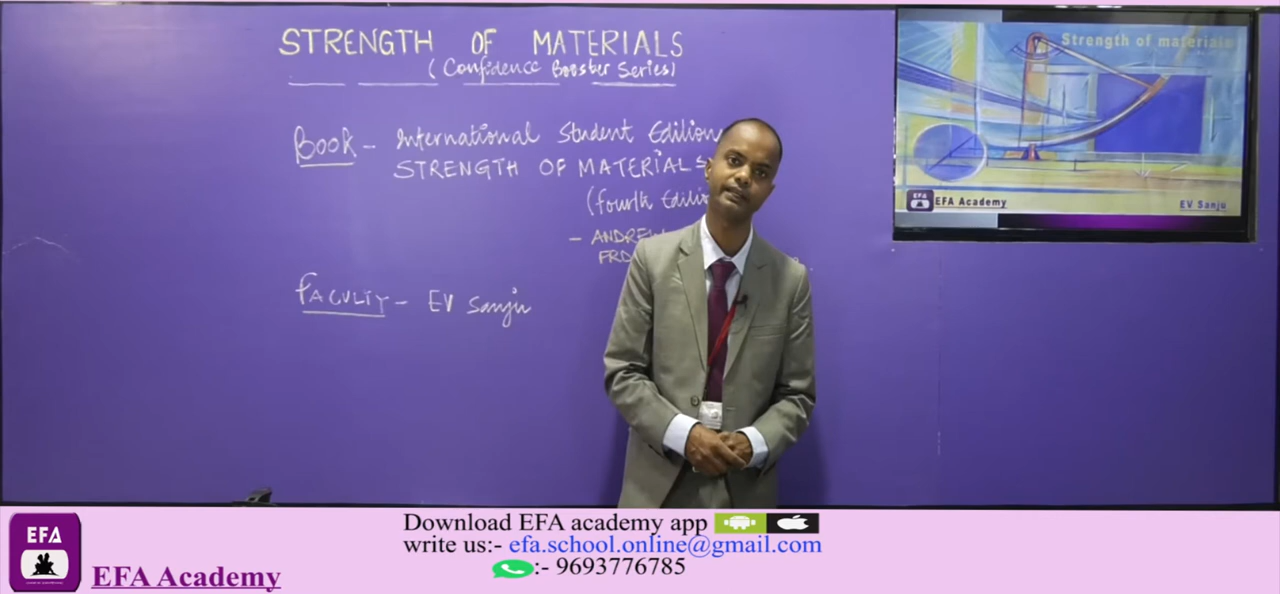 STRENGTH OF MATERIALS
(Confidence Booster Series)
Book - International Student Edition
STRENGTH OF MATERIALS
(fourth
-
FACULTY - EV Sanju
Strength of materials
EFA Academy
EV Sanju
EFA
EFA Academy
Download EFA academy app
write us:- efa.school.online@gmail.com
:- 9693776785